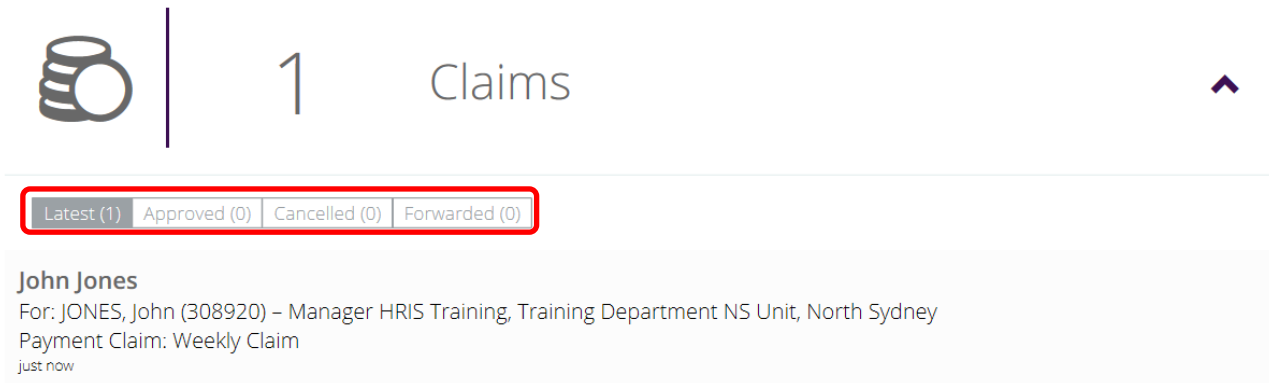 1 Claims
Latest (1) Approved (0) Cancelled (0) Forwarded (0)
John Jones
For: JONES, John (308920) – Manager HRIS Training, Training Department NS Unit, North Sydney
Payment Claim: Weekly Claim
just now